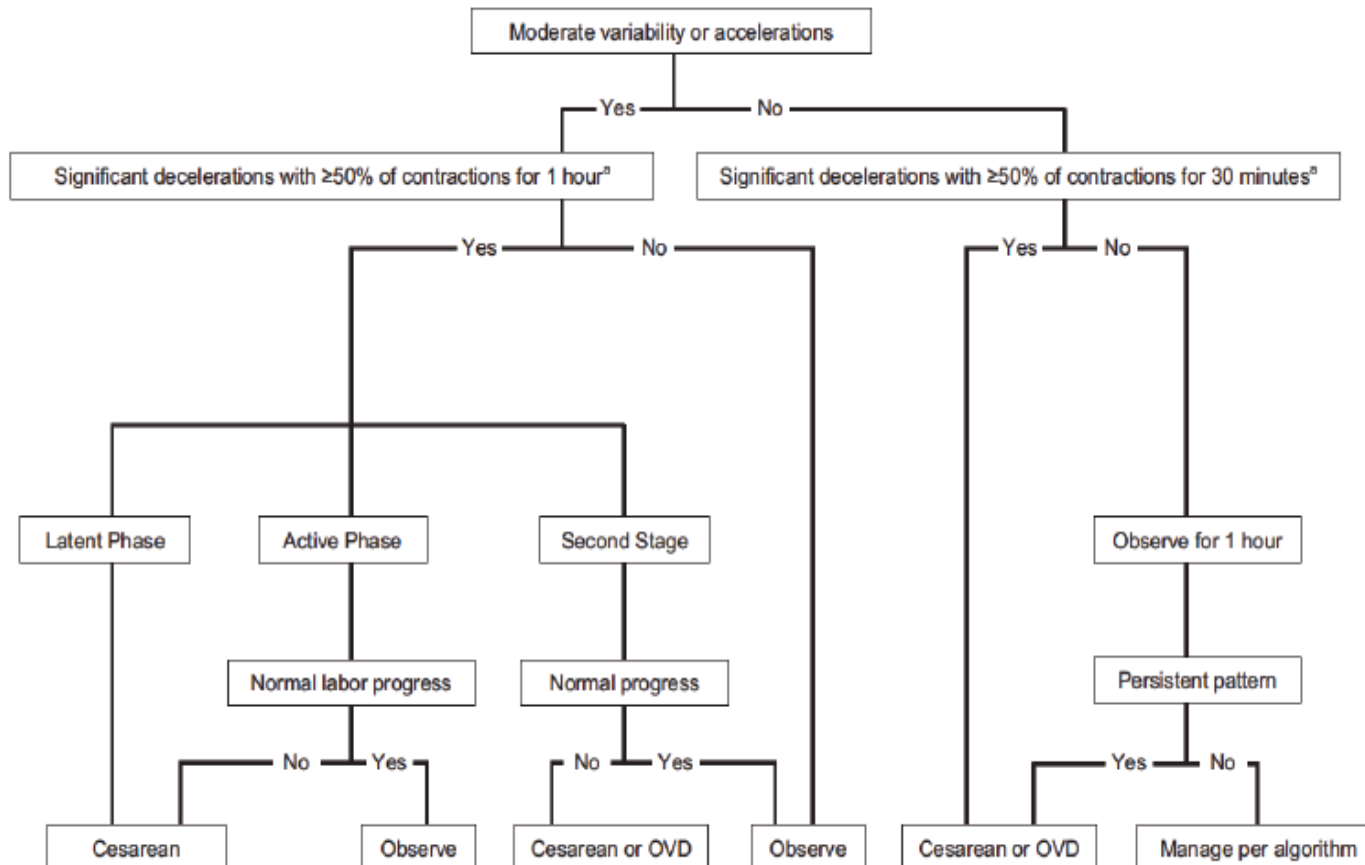 Moderate variability or accelerations
Yes No
Significant decelerations with ≥50% of contractions for 1 hourª
Significant decelerations with ≥50% of contractions for 30 minutesª
Yes No
Yes No
Latent Phase
Active Phase
Second Stage
Observe for 1 hour
Normal labor progress
Normal progress
Persistent pattern
No Yes
No Yes
Yes No
Cesarean
Observe
Cesarean or OVD
Observe
Cesarean or OVD
Manage per algorithm